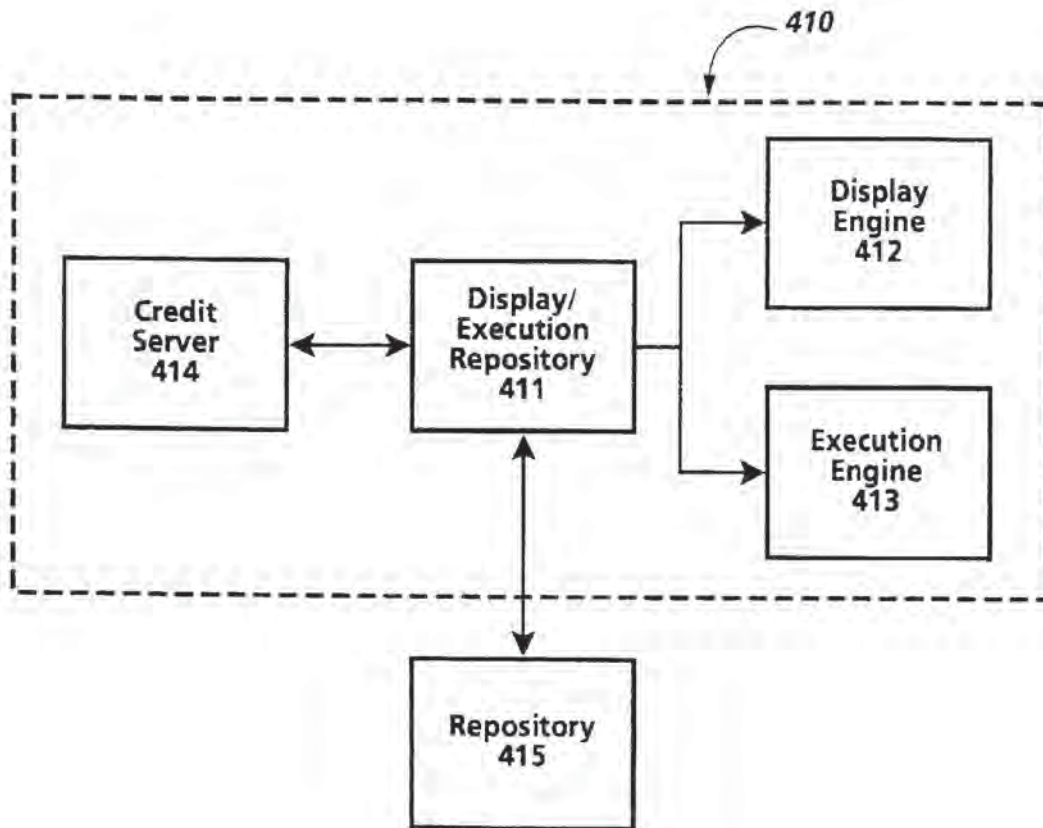 410
Display
Engine
412
Credit
Server
414
Display/
Execution
Repository
411
Execution
Engine
413
Repository
415